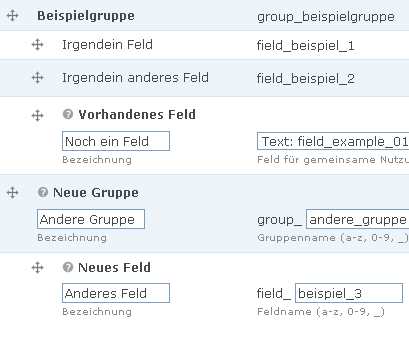 Beispielgruppe group_beispielgruppe
Irgendein Feld field_beispiel_1
Irgendein anderes Feld field_beispiel_2
Vorhandenes Feld
Noch ein Feld Text: field_example_01
Bezeichnung Feld für gemeinsame Nutzu
Neue Gruppe
Andere Gruppe group_ andere_gruppe
Bezeichnung Gruppenname (a-z, 0-9, _)
Neues Feld
Anderes Feld field_ beispiel_3
Bezeichnung Feldname (a-z, 0-9, _)